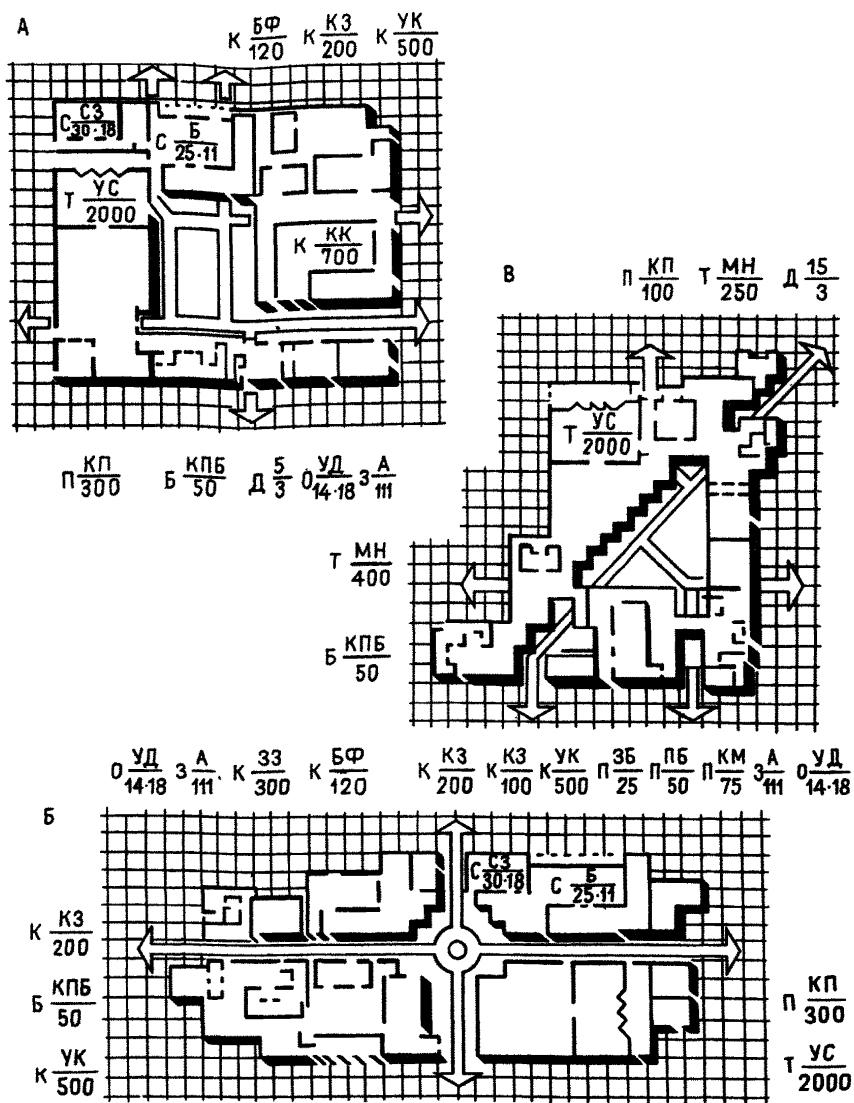 А
К БФ/120 К КЗ/200 К УК/500
С СЗ/30·18
С Б/25·11
Т УС/2000
К КК/700
П КП/300 Б КПБ/50 Д 5/3 О УД/14·18 З А/111
В
П КП/100 Т МН/250 Д 15/3
Т УС/2000
Т МН/400
Б КПБ/50
О УД/14·18 З А/111. К ЗЗ/300 К БФ/120 К КЗ/200 К КЗ/100 К УК/500 П ЗБ/25 П ПБ/50 П КМ/75 З А/111 О УД/14·18
Б
С СЗ/30·18
С Б/25·11
К КЗ/200
Б КПБ/50
К УК/500
П КП/300
Т УС/2000